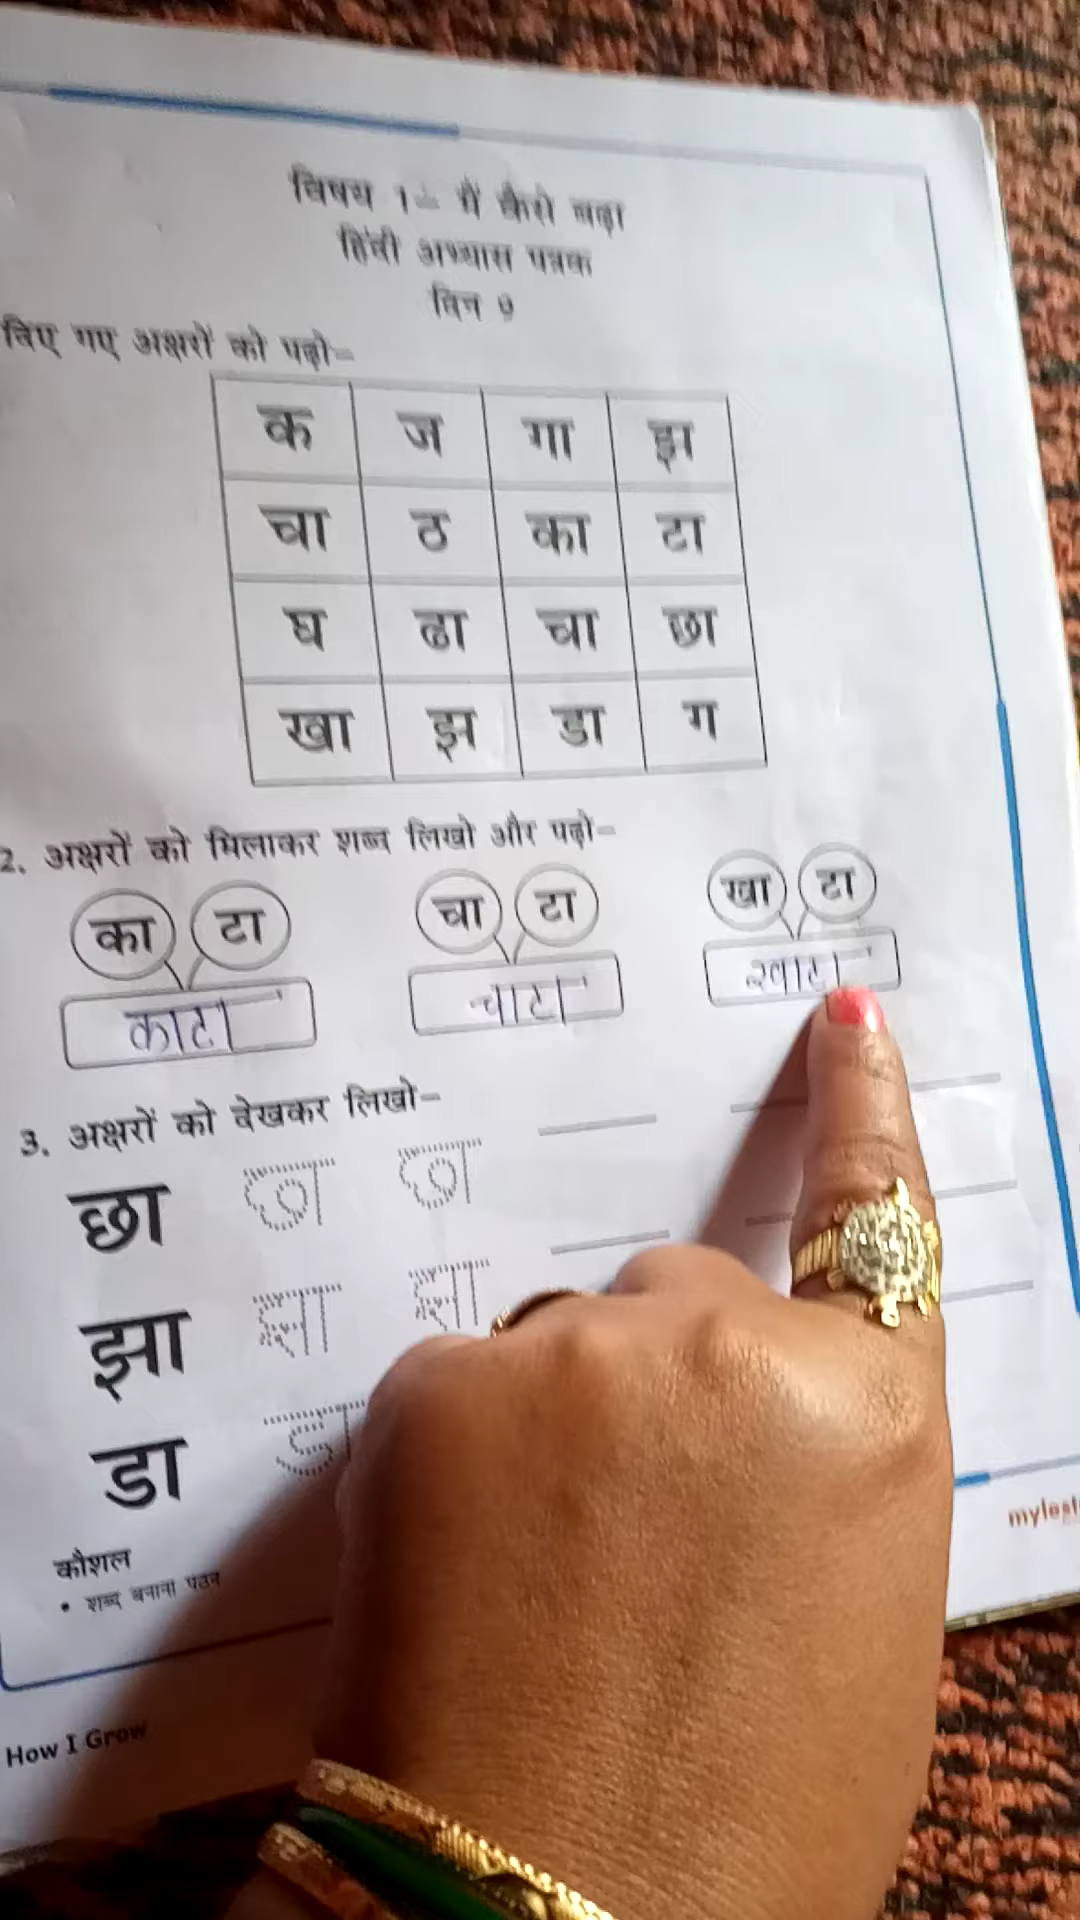 विषय 1- मैं कैसे बढ़ा
हिंदी अभ्यास पत्रक
दिन 9
दिए गए अक्षरों को पढ़ो-
क ज गा झ
चा ठ का टा
घ ढा चा छा
खा झ डा ग
2. अक्षरों को मिलाकर शब्द लिखो और पढ़ो-
का टा चा टा खा टा
काटा चाटा खाटा
3. अक्षरों को देखकर लिखो-
छा छा छा
झा झा झा
डा डा
कौशल
• शब्द बनाना पठन
How I Grow